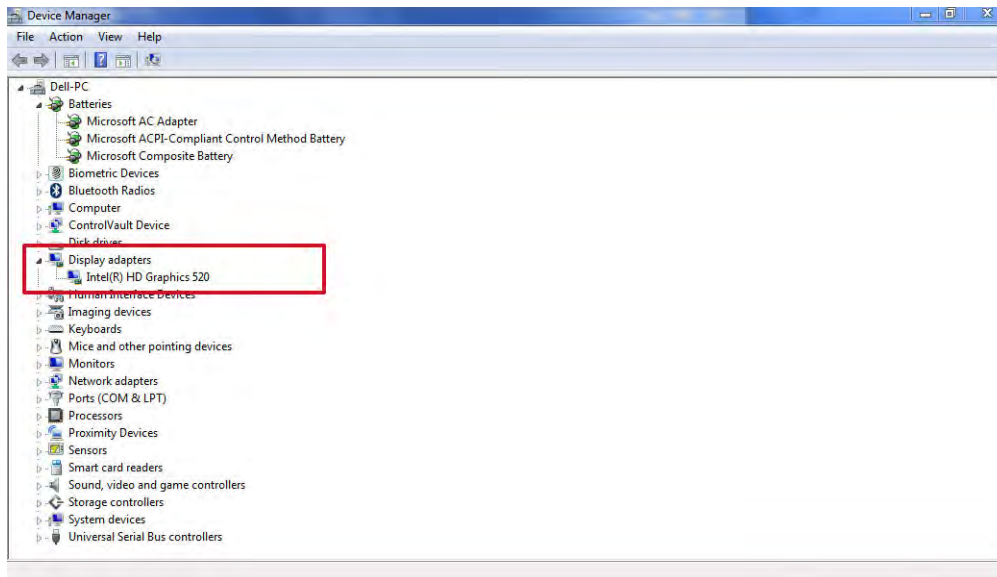 Device Manager
File Action View Help
Dell-PC
Batteries
Microsoft AC Adapter
Microsoft ACPI-Compliant Control Method Battery
Microsoft Composite Battery
Biometric Devices
Bluetooth Radios
Computer
ControlVault Device
Disk drives
Display adapters
Intel(R) HD Graphics 520
Human Interface Devices
Imaging devices
Keyboards
Mice and other pointing devices
Monitors
Network adapters
Ports (COM & LPT)
Processors
Proximity Devices
Sensors
Smart card readers
Sound, video and game controllers
Storage controllers
System devices
Universal Serial Bus controllers